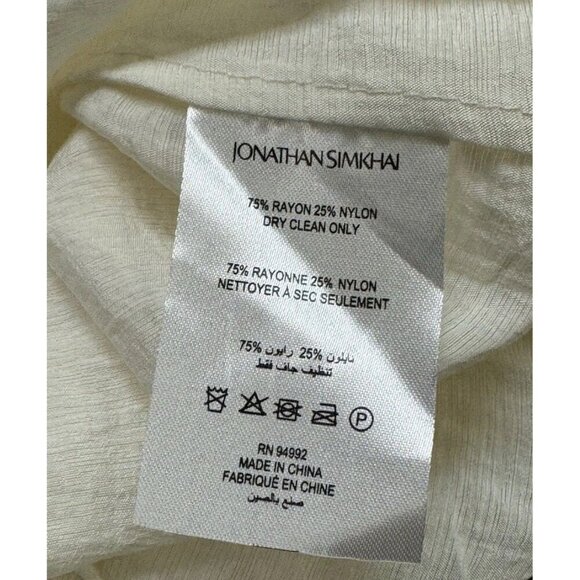 JONATHAN SIMKHAI
75% RAYON 25% NYLON
DRY CLEAN ONLY
75% RAYONNE 25% NYLON
NETTOYER À SEC SEULEMENT
75% رايون 25% نايلون
تنظيف جاف فقط
P
RN 94992
MADE IN CHINA
FABRIQUÉ EN CHINE
صنع بالصين